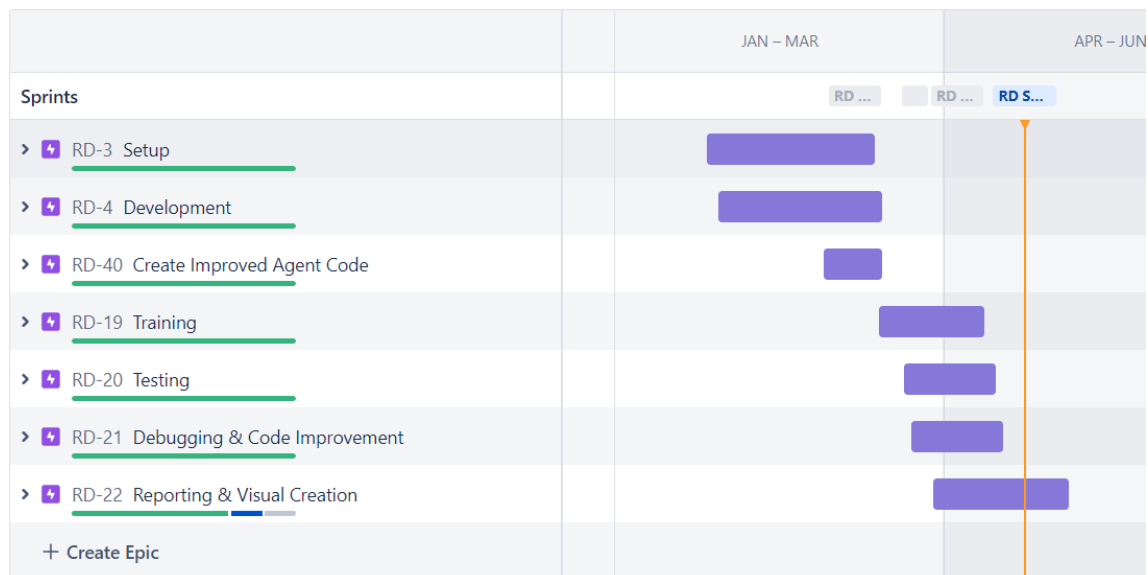 JAN – MAR
APR – JUN
Sprints
RD ...
RD ...
RD S...
RD-3 Setup
RD-4 Development
RD-40 Create Improved Agent Code
RD-19 Training
RD-20 Testing
RD-21 Debugging & Code Improvement
RD-22 Reporting & Visual Creation
+ Create Epic